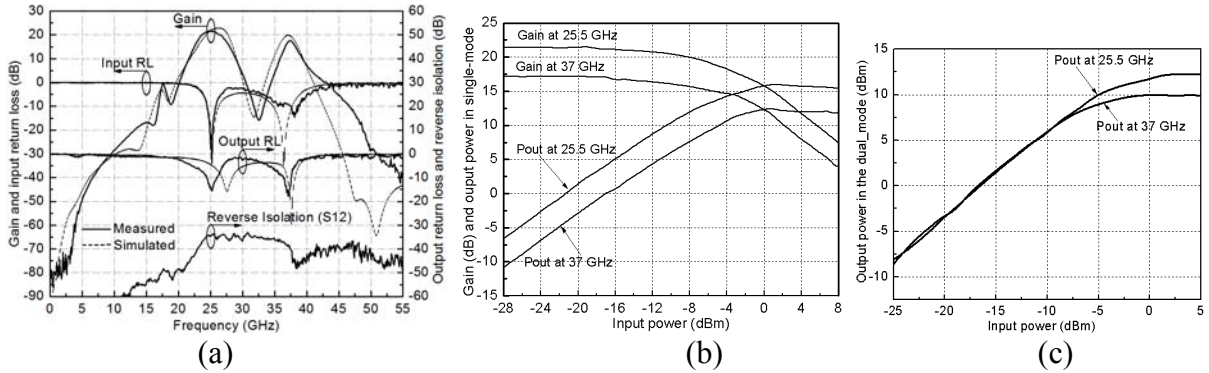 Gain and input return loss (dB)
30
20
10
0
-10
-20
-30
-40
-50
-60
-70
-80
-90
Gain
Input RL
Output RL
Reverse Isolation (S12)
Measured
Simulated
60
50
40
30
20
10
0
-10
-20
-30
-40
-50
-60
Output return loss and reverse isolation (dB)
0 5 10 15 20 25 30 35 40 45 50 55
Frequency (GHz)
(a)
Gain (dB) and ouput power in single-mode
25
20
15
10
5
0
-5
-10
-15
Gain at 25.5 GHz
Gain at 37 GHz
Pout at 25.5 GHz
Pout at 37 GHz
-28 -24 -20 -16 -12 -8 -4 0 4 8
Input power (dBm)
(b)
Output power in the dual_mode (dBm)
15
10
5
0
-5
-10
Pout at 25.5 GHz
Pout at 37 GHz
-25 -20 -15 -10 -5 0 5
Input power (dBm)
(c)